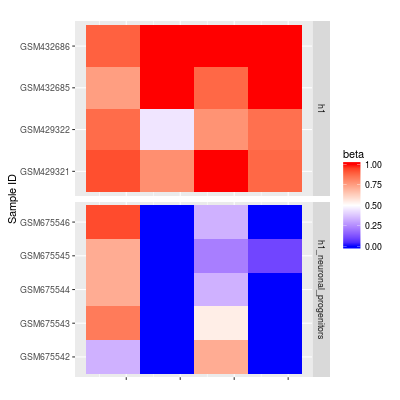 GSM432686
GSM432685
GSM429322
GSM429321
h1
GSM675546
GSM675545
GSM675544
GSM675543
GSM675542
h1_neuronal_progenitors
Sample ID
beta
1.00
0.75
0.50
0.25
0.00